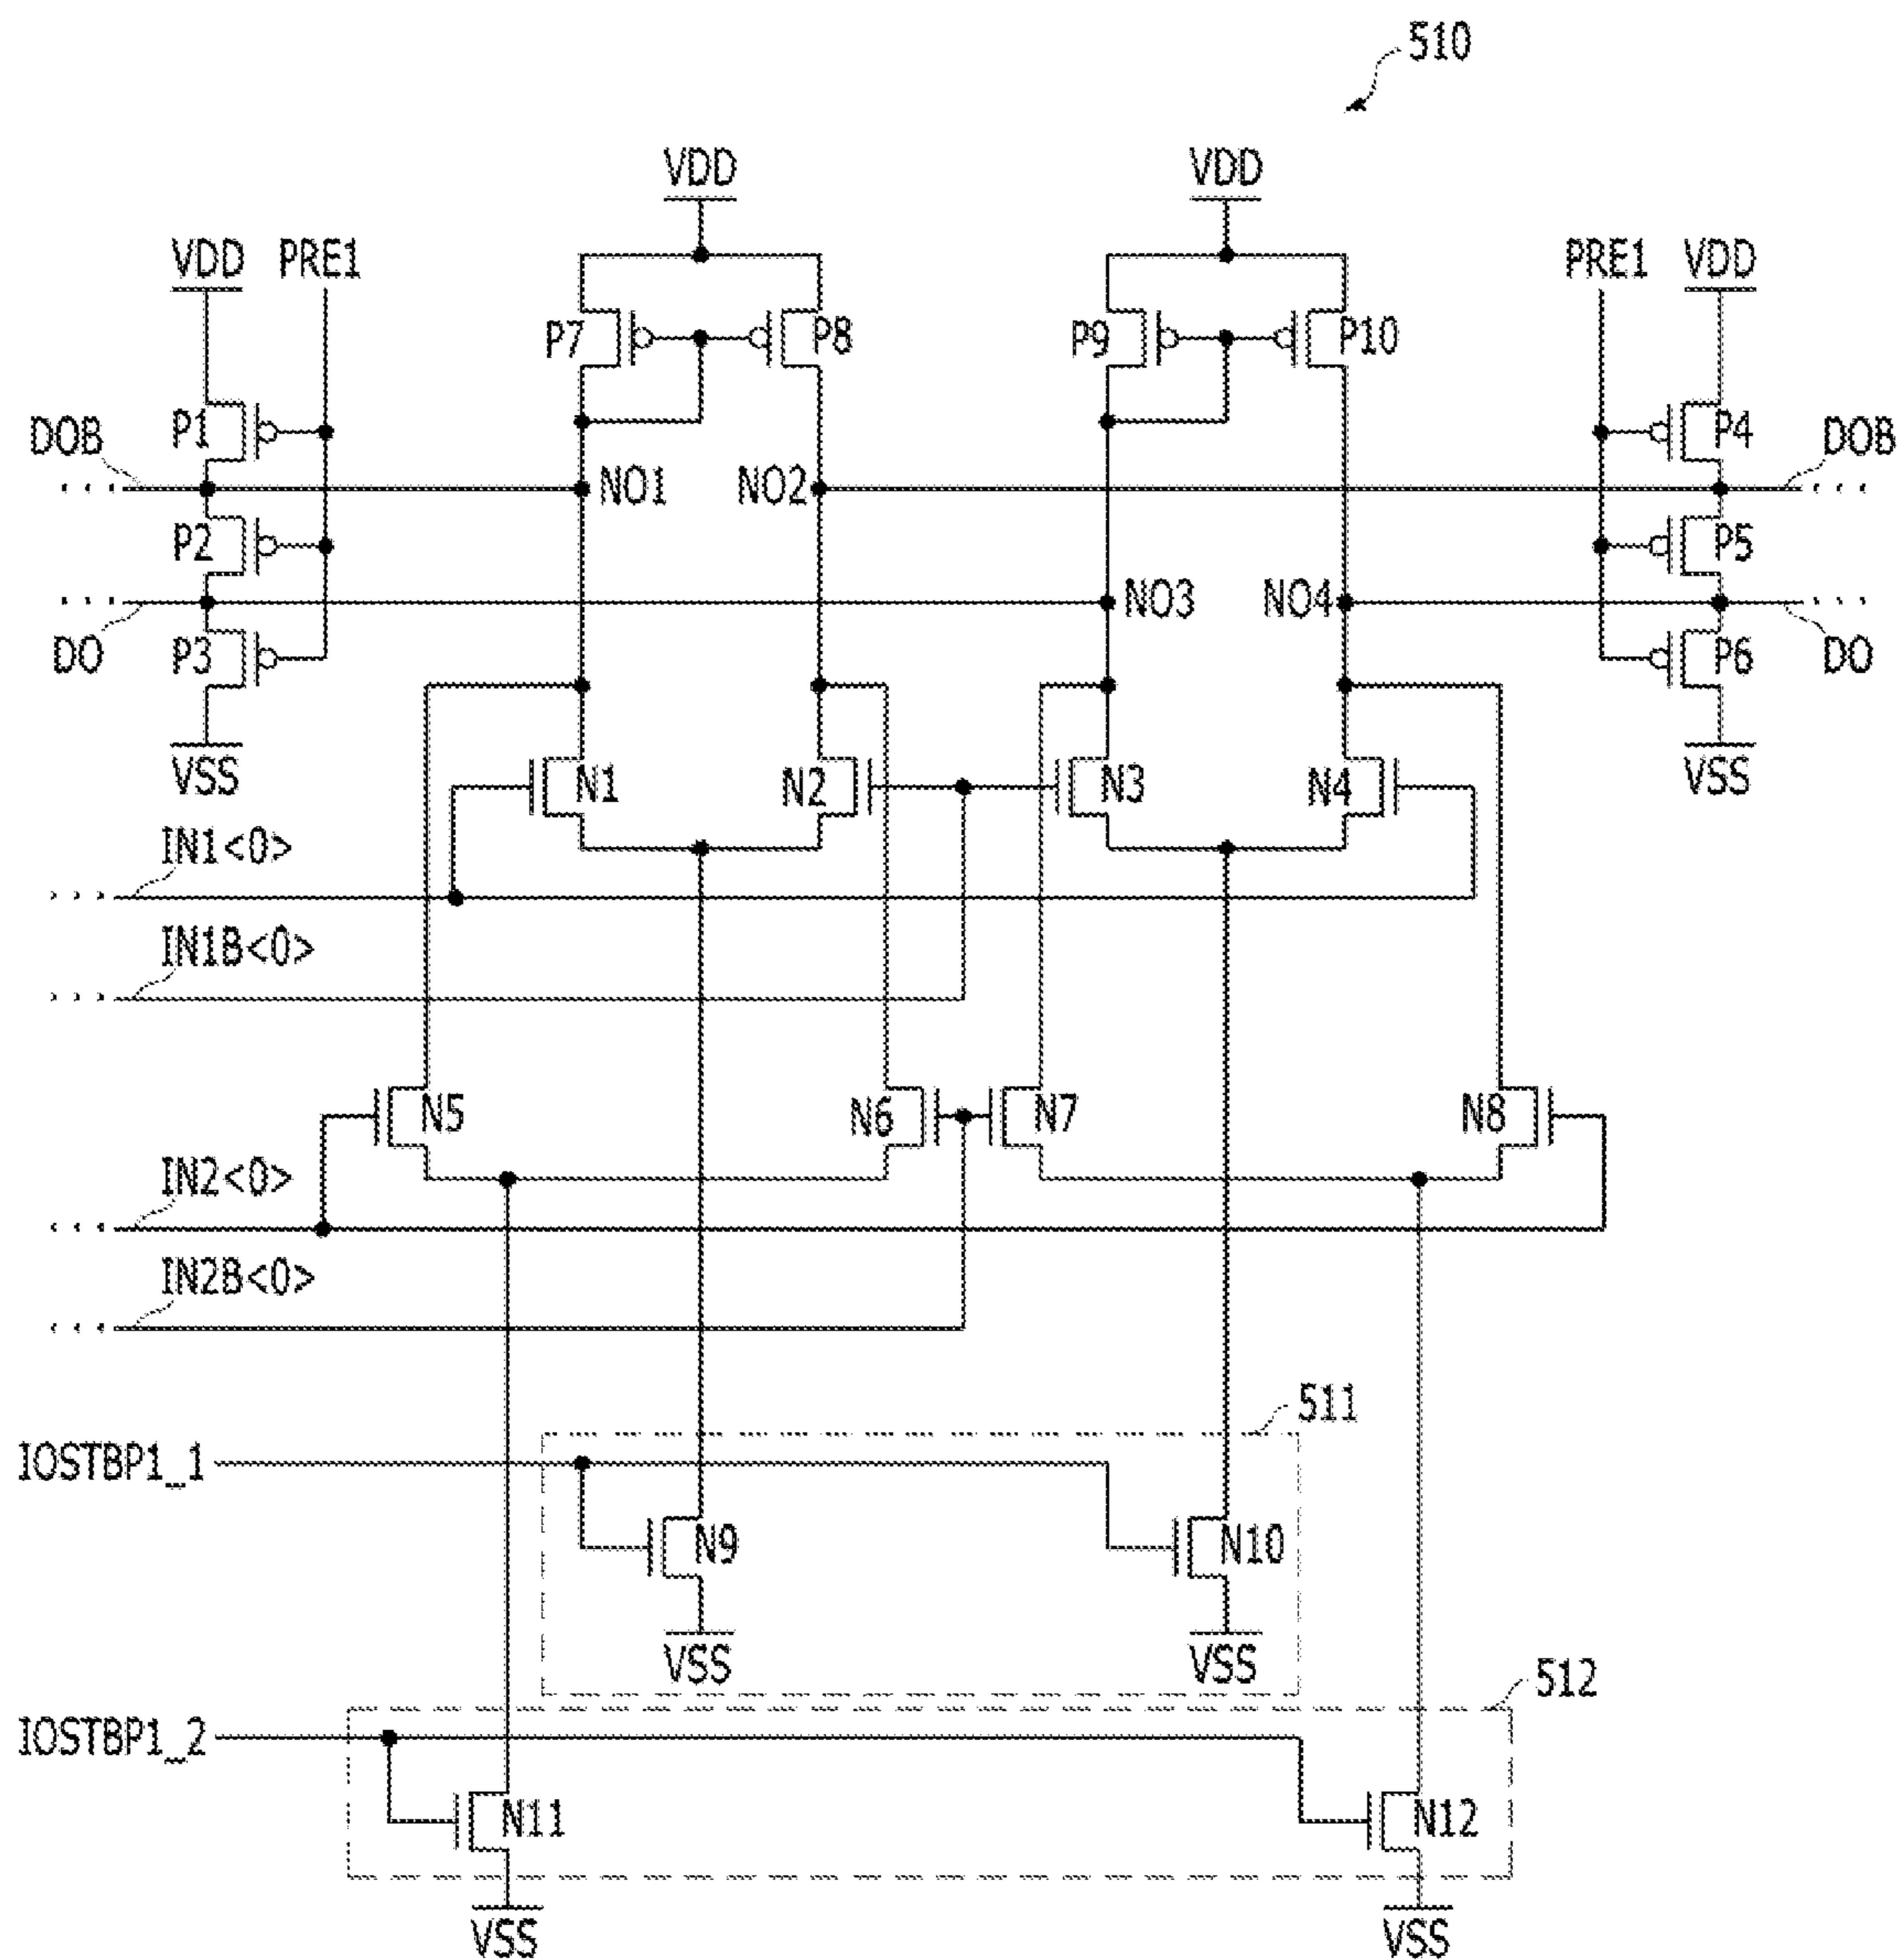 510
VDD
VDD
VDD
PRE1
PRE1
VDD
P7
P8
P9
P10
P1
P4
DOB
DOB
NO1
NO2
P2
P5
NO3
NO4
DO
P3
P6
DO
VSS
VSS
N1
N2
N3
N4
IN1<0>
IN1B<0>
N5
N6
N7
N8
IN2<0>
IN2B<0>
511
IOSTBP1_1
N9
N10
VSS
VSS
512
IOSTBP1_2
N11
N12
VSS
VSS